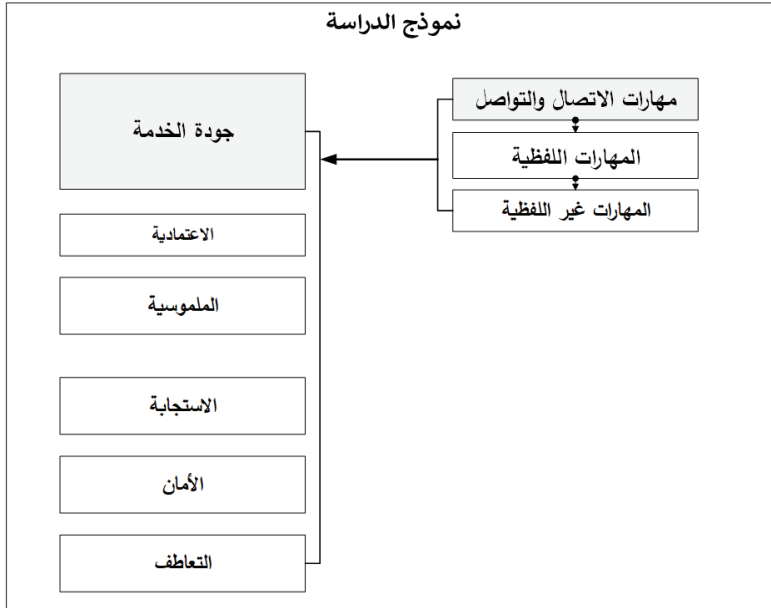 نموذج الدراسة
مهارات الاتصال والتواصل
المهارات اللفظية
المهارات غير اللفظية
جودة الخدمة
الاعتمادية
الملموسية
الاستجابة
الأمان
التعاطف